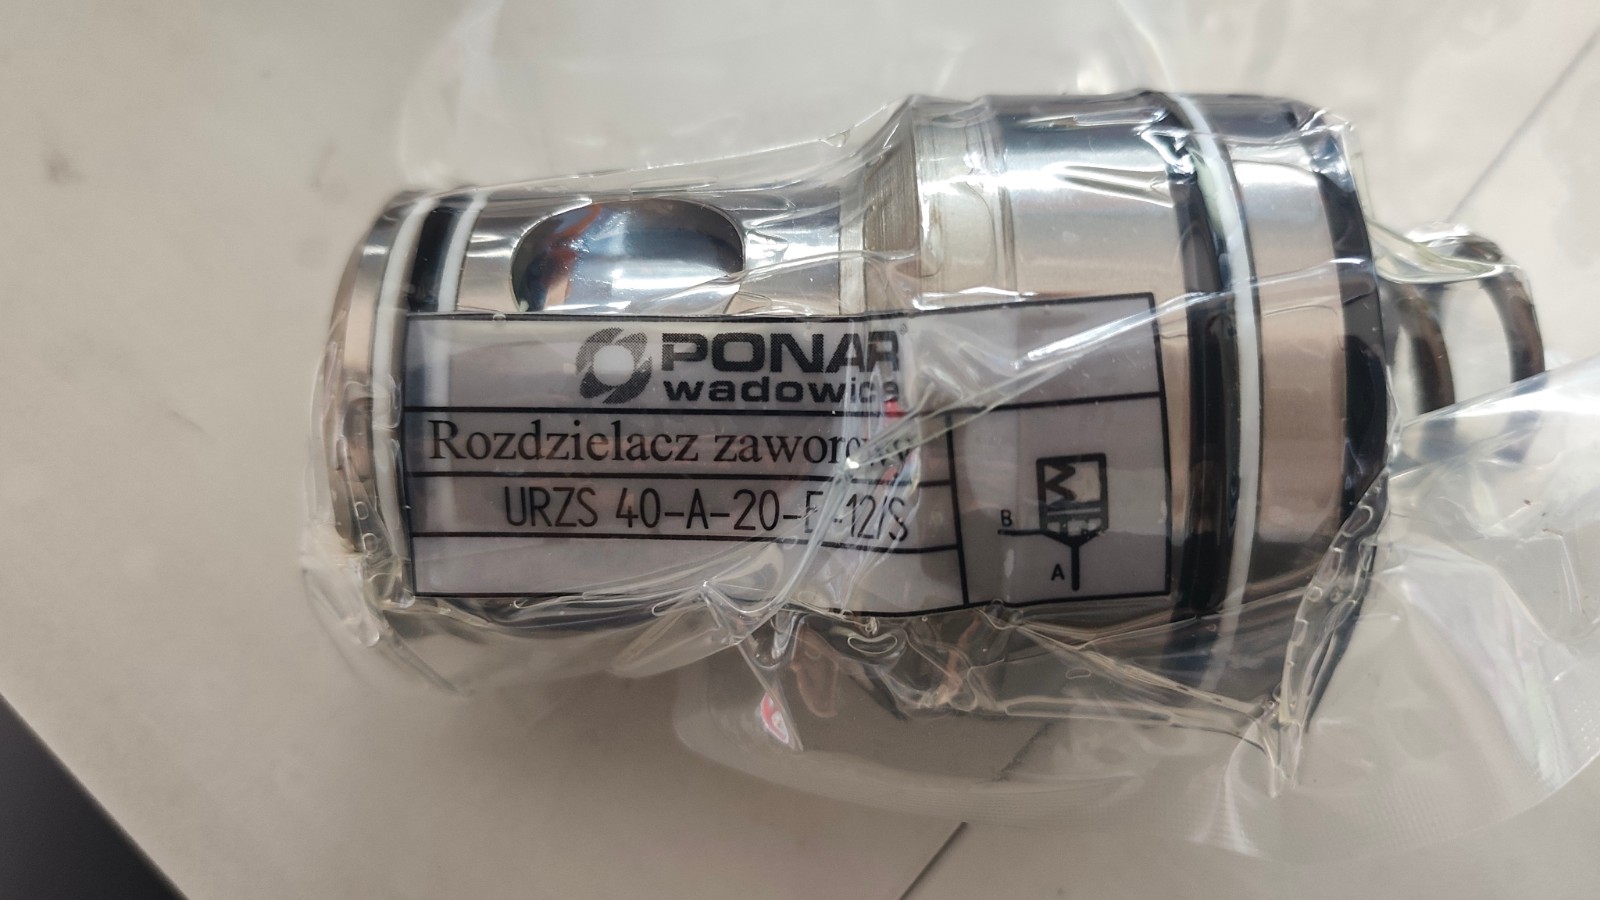 PONAR
wadowice
Rozdzielacz zaworowy
URZS 40-A-20-E-12/S
B
A